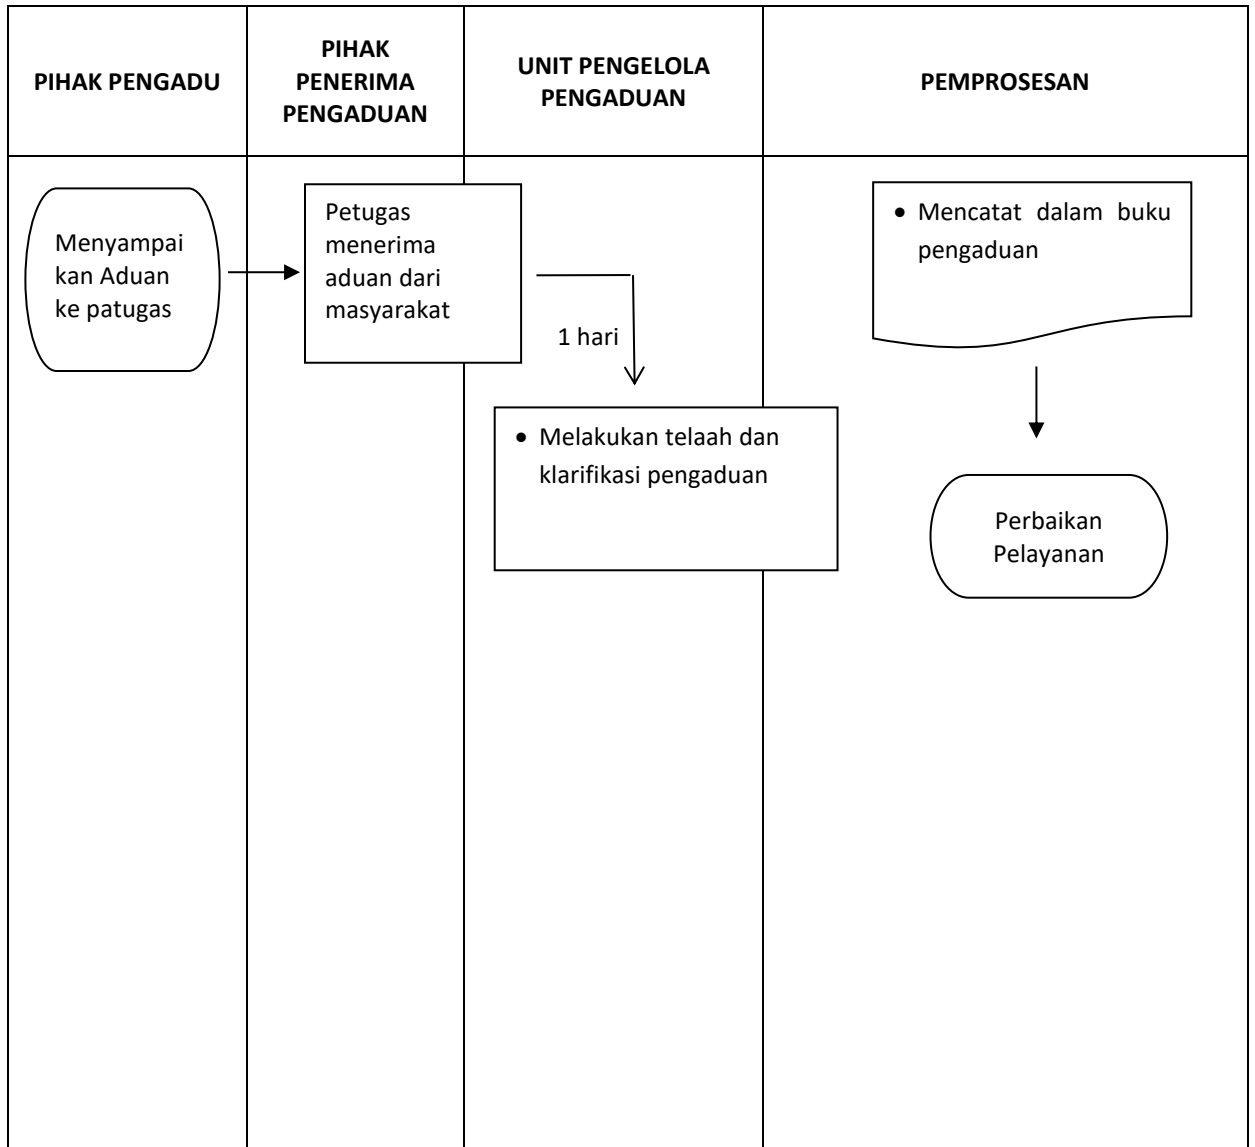 PIHAK PENGADU
PIHAK
PENERIMA
PENGADUAN
UNIT PENGELOLA
PENGADUAN
PEMPROSESAN
Menyampai
kan Aduan
ke patugas
Petugas
menerima
aduan dari
masyarakat
1 hari
• Melakukan telaah dan
klarifikasi pengaduan
• Mencatat dalam buku
pengaduan
Perbaikan
Pelayanan